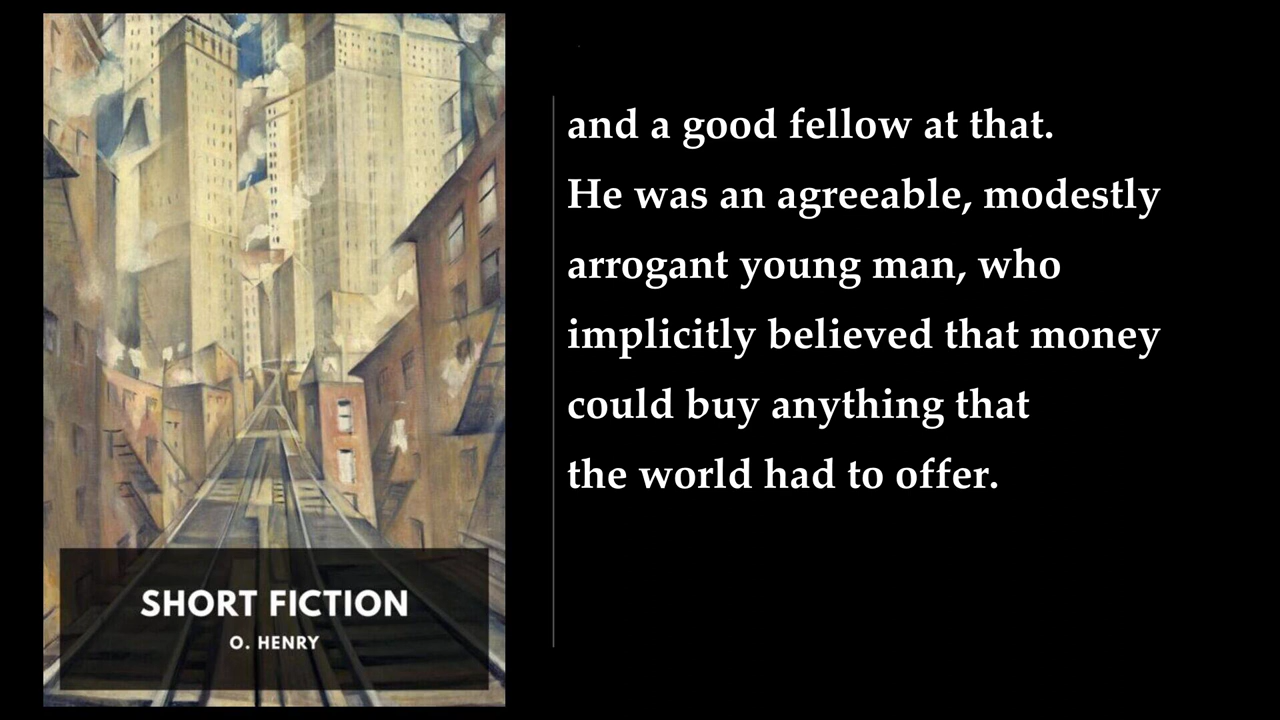 and a good fellow at that.
He was an agreeable, modestly
arrogant young man, who
implicitly believed that money
could buy anything that
the world had to offer.
SHORT FICTION
O. HENRY